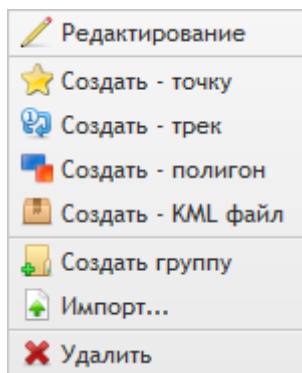 Редактирование
Создать - точку
Создать - трек
Создать - полигон
Создать - KML файл
Создать группу
Импорт...
Удалить